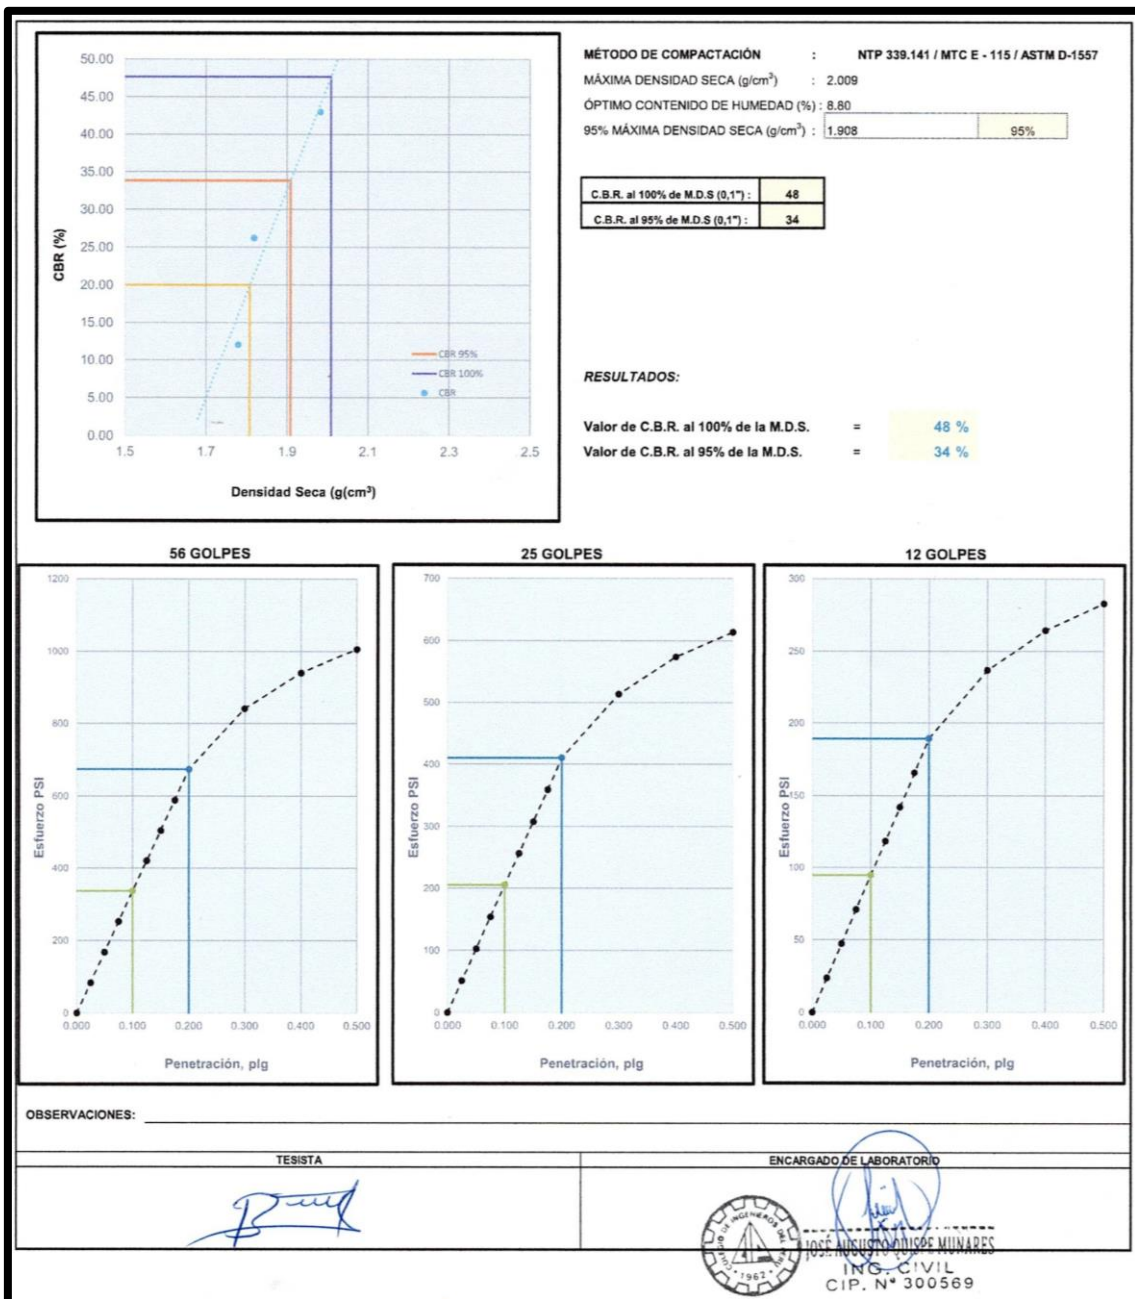 MÉTODO DE COMPACTACIÓN : NTP 339.141 / MTC E - 115 / ASTM D-1557
MÁXIMA DENSIDAD SECA (g/cm³) : 2.009
ÓPTIMO CONTENIDO DE HUMEDAD (%) : 8.80
95% MÁXIMA DENSIDAD SECA (g/cm³) : 1.908 95%
C.B.R. al 100% de M.D.S (0,1") : 48
C.B.R. al 95% de M.D.S (0,1") : 34
50.00
45.00
40.00
35.00
30.00
25.00
20.00
15.00
10.00
5.00
0.00
CBR (%)
CBR 95%
CBR 100%
CBR
1.5 1.7 1.9 2.1 2.3 2.5
Densidad Seca (g(cm³)
RESULTADOS:
Valor de C.B.R. al 100% de la M.D.S. = 48 %
Valor de C.B.R. al 95% de la M.D.S. = 34 %
56 GOLPES
1200
1000
800
600
400
200
0
Esfuerzo PSI
0.000 0.100 0.200 0.300 0.400 0.500
Penetración, plg
25 GOLPES
700
600
500
400
300
200
100
0
Esfuerzo PSI
0.000 0.100 0.200 0.300 0.400 0.500
Penetración, plg
12 GOLPES
300
250
200
150
100
50
0
Esfuerzo PSI
0.000 0.100 0.200 0.300 0.400 0.500
Penetración, plg
OBSERVACIONES:
TESISTA
ENCARGADO DE LABORATORIO
COLEGIO DE INGENIEROS DEL PERU
1962
JOSÉ AUGUSTO QUISPE MUNARES
ING. CIVIL
CIP. Nº 300569